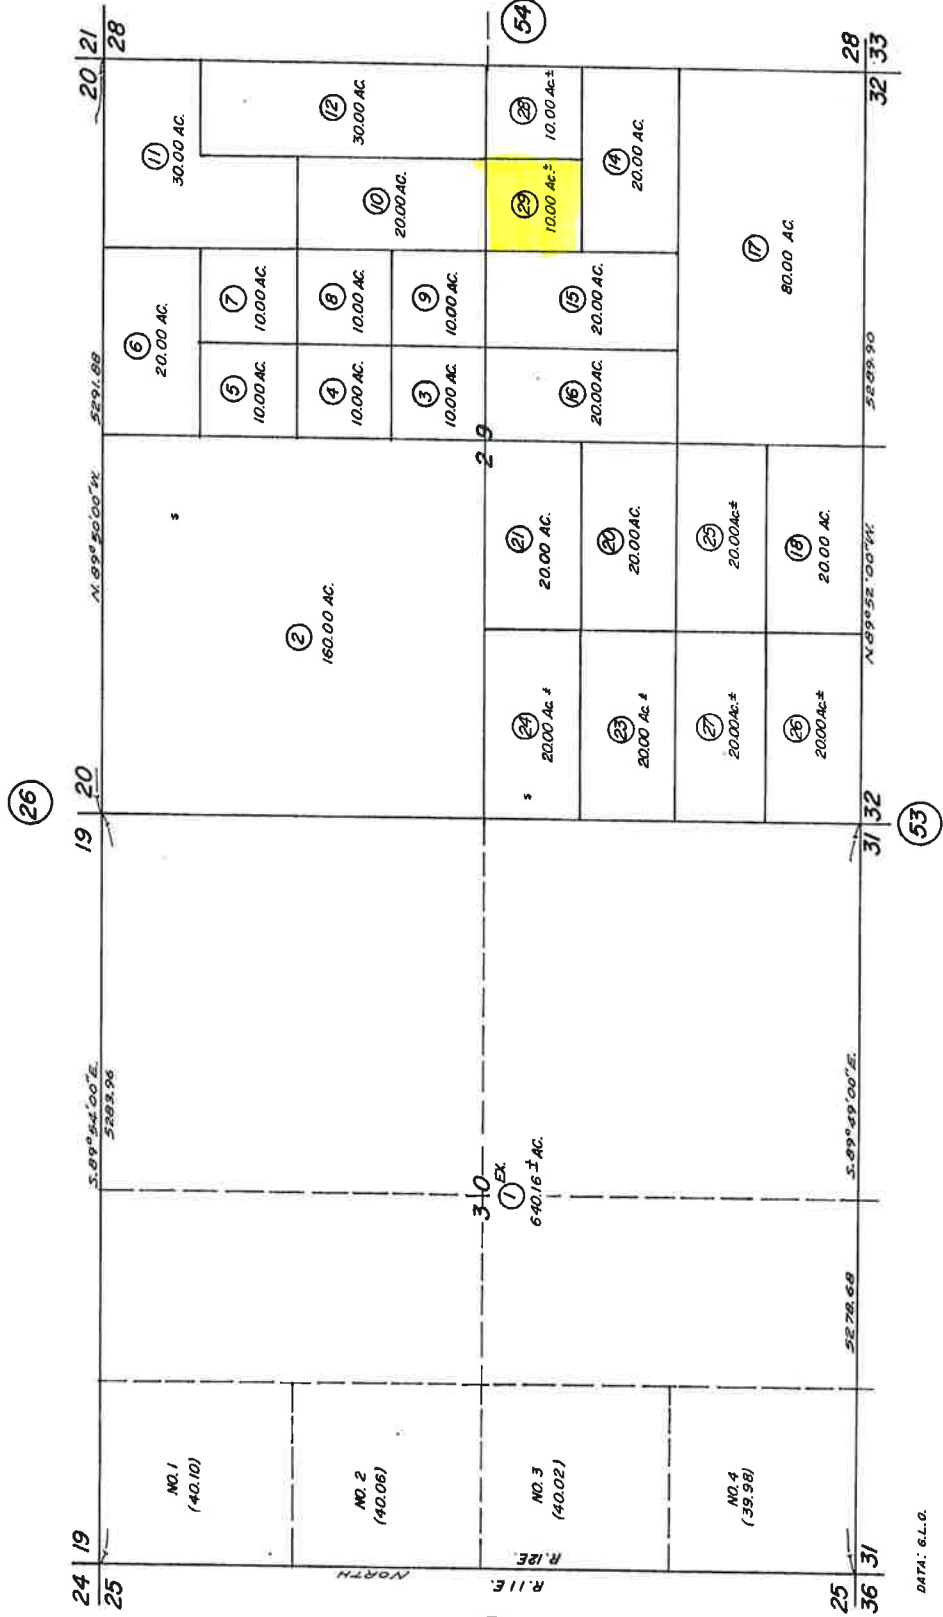 26
24 | 19
25
S.89°54'00"E.
5283.96
19 | 20
N.89°50'00"W.
5291.88
20 | 21
28
NO. 1
(40.10)
NO. 2
(40.06)
NO. 3
(40.02)
NO. 4
(39.98)
NORTH
R.11E.
R.12E.
30
EX.
1
640.16 ± AC.
2
160.00 AC.
S
29
6
20.00 AC.
11
30.00 AC.
5
10.00 AC.
7
10.00 AC.
12
30.00 AC.
4
10.00 AC.
8
10.00 AC.
10
20.00 AC.
3
10.00 AC.
9
10.00 AC.
54
24
20.00 Ac. ±
S
21
20.00 AC.
16
20.00 AC.
15
20.00 AC.
29
10.00 Ac. ±
28
10.00 Ac ±
23
20.00 Ac ±
20
20.00 AC.
14
20.00 AC.
27
20.00 Ac. ±
25
20.00 Ac ±
17
80.00 AC.
26
20.00 Ac ±
18
20.00 AC.
25
36 | 31
5278.68
S.89°49'00"E.
31 | 32
N.89°52'00"W.
5289.90
28
32 | 33
53
DATA: G.L.O.